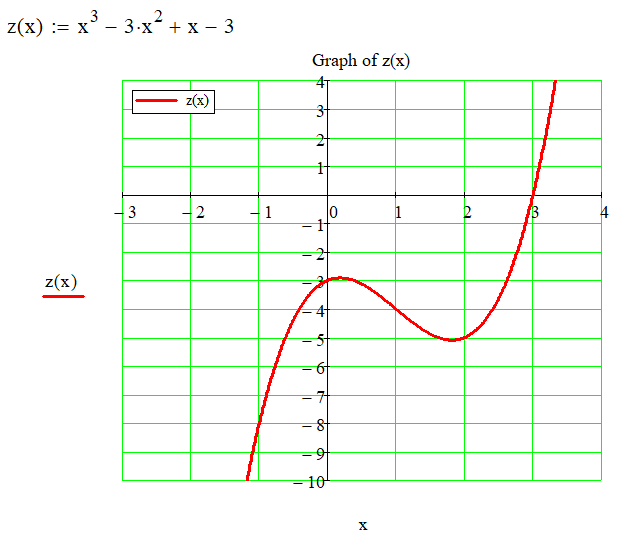 z(x) := x³ − 3·x² + x − 3
Graph of z(x)
z(x)
4
3
2
1
−3 −2 −1 0 1 2 3 4
−1
−2
−3
−4
−5
−6
−7
−8
−9
−10
z(x)
x